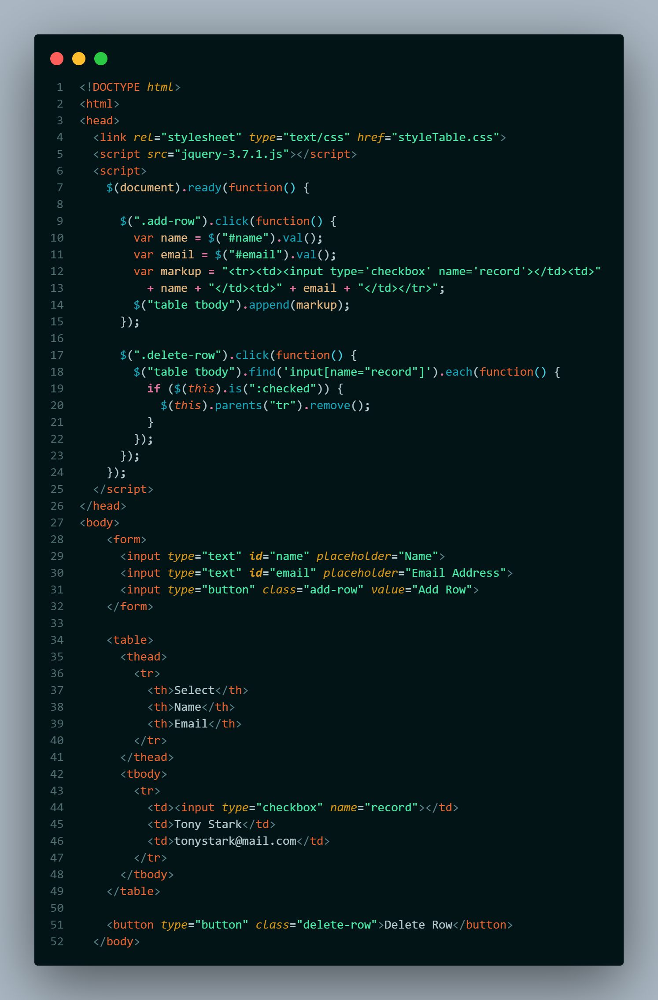 1 <!DOCTYPE html>
2 <html>
3 <head>
4   <link rel="stylesheet" type="text/css" href="styleTable.css">
5   <script src="jquery-3.7.1.js"></script>
6   <script>
7     $(document).ready(function() {
8
9       $(".add-row").click(function() {
10         var name = $("#name").val();
11         var email = $("#email").val();
12         var markup = "<tr><td><input type='checkbox' name='record'></td><td>"
13           + name + "</td><td>" + email + "</td></tr>";
14         $("table tbody").append(markup);
15       });
16
17       $(".delete-row").click(function() {
18         $("table tbody").find('input[name="record"]').each(function() {
19           if ($(this).is(":checked")) {
20             $(this).parents("tr").remove();
21           }
22         });
23       });
24     });
25   </script>
26 </head>
27 <body>
28     <form>
29       <input type="text" id="name" placeholder="Name">
30       <input type="text" id="email" placeholder="Email Address">
31       <input type="button" class="add-row" value="Add Row">
32     </form>
33
34     <table>
35       <thead>
36         <tr>
37           <th>Select</th>
38           <th>Name</th>
39           <th>Email</th>
40         </tr>
41       </thead>
42       <tbody>
43         <tr>
44           <td><input type="checkbox" name="record"></td>
45           <td>Tony Stark</td>
46           <td>tonystark@mail.com</td>
47         </tr>
48       </tbody>
49     </table>
50
51     <button type="button" class="delete-row">Delete Row</button>
52   </body>